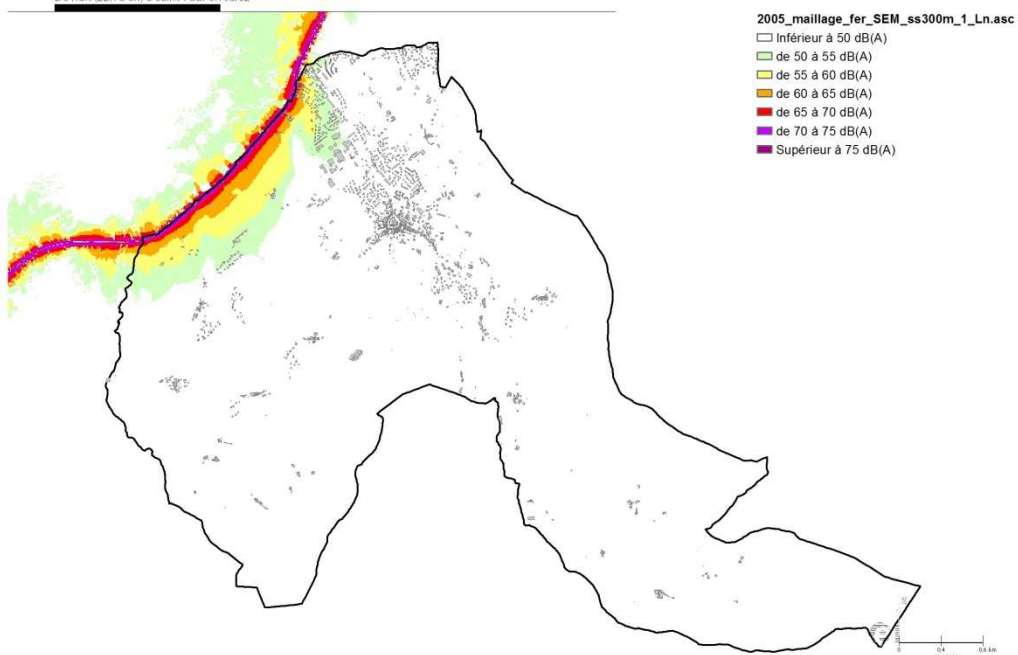 2005_maillage_fer_SEM_ss300m_1_Ln.asc
Inférieur à 50 dB(A)
de 50 à 55 dB(A)
de 55 à 60 dB(A)
de 60 à 65 dB(A)
de 65 à 70 dB(A)
de 70 à 75 dB(A)
Supérieur à 75 dB(A)
0 0,4 0,8 km